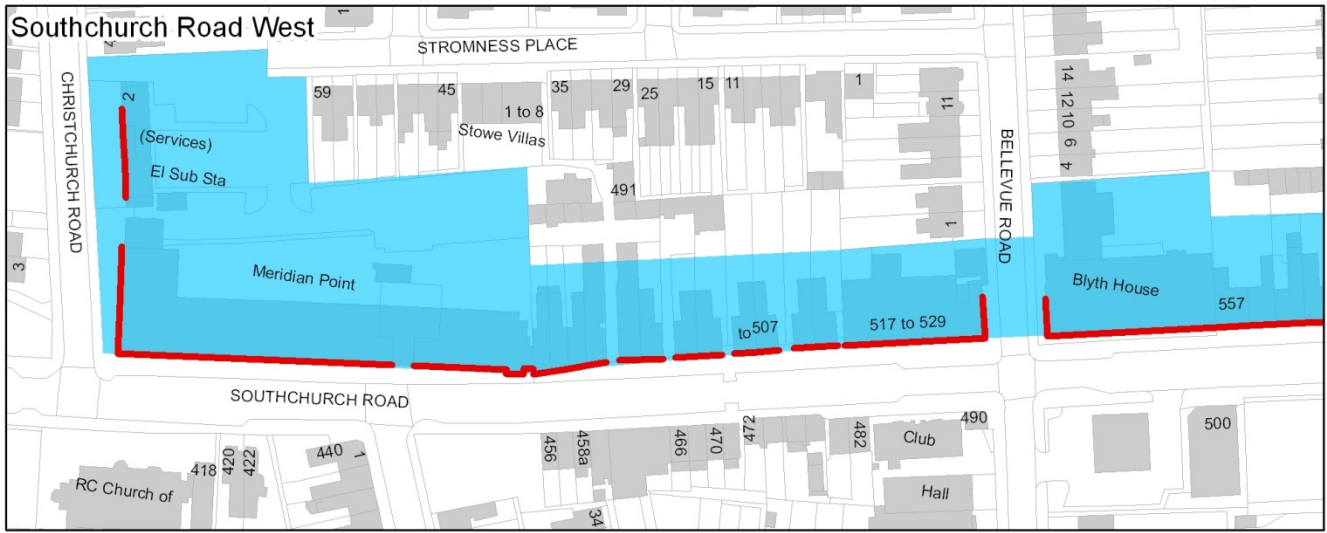 Southchurch Road West
1
4
STROMNESS PLACE
CHRISTCHURCH ROAD
2
(Services)
El Sub Sta
59
45
1 to 8
Stowe Villas
35
29
25
15
11
1
11
BELLEVUE ROAD
14
12
10
6
4
491
1
3
Meridian Point
to 507
517 to 529
Blyth House
557
SOUTHCHURCH ROAD
RC Church of
418
420
422
440
1
456
458a
466
470
472
482
490
Club
Hall
500
34